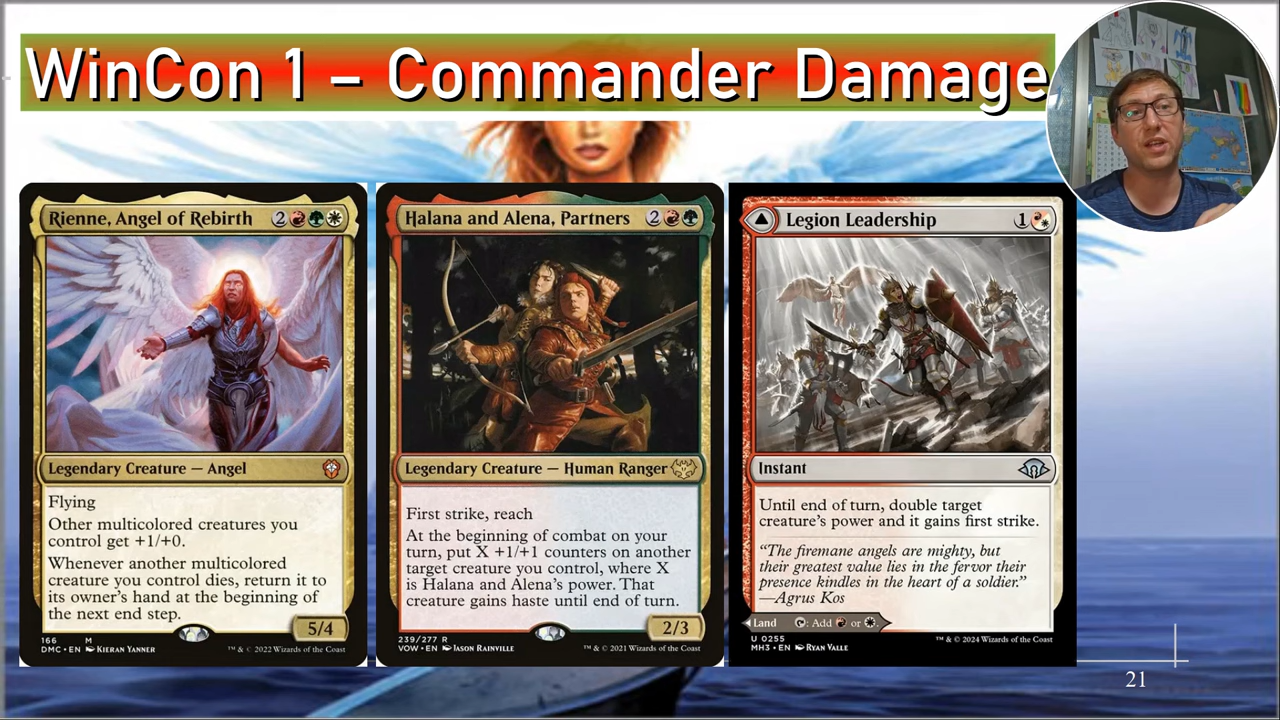 WinCon 1 – Commander Damage
Rienne, Angel of Rebirth 2
Legendary Creature — Angel
Flying
Other multicolored creatures you
control get +1/+0.
Whenever another multicolored
creature you control dies, return it to
its owner's hand at the beginning of
the next end step.
5/4
166 M
DMC • EN KIERAN YANNER
™ & © 2022 Wizards of the Coast
Halana and Alena, Partners 2
Legendary Creature — Human Ranger
First strike, reach
At the beginning of combat on your
turn, put X +1/+1 counters on another
target creature you control, where X
is Halana and Alena's power. That
creature gains haste until end of turn.
2/3
239/277 R
VOW • EN JASON RAINVILLE
™ & © 2021 Wizards of the Coast
Legion Leadership 1
Instant
Until end of turn, double target
creature's power and it gains first strike.
“The firemane angels are mighty, but
their greatest value lies in the fervor their
presence kindles in the heart of a soldier.”
—Agrus Kos
Land : Add or .
U 0255
MH3 • EN RYAN VALLE
™ & © 2024 Wizards of the Coast
21